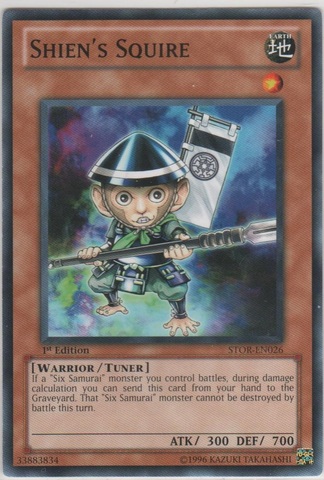 SHIEN'S SQUIRE
EARTH
地
1st Edition
STOR-EN026
[WARRIOR / TUNER]
If a "Six Samurai" monster you control battles, during damage
calculation you can send this card from your hand to the
Graveyard. That "Six Samurai" monster cannot be destroyed by
battle this turn.
ATK/ 300 DEF/ 700
33883834
©1996 KAZUKI TAKAHASHI